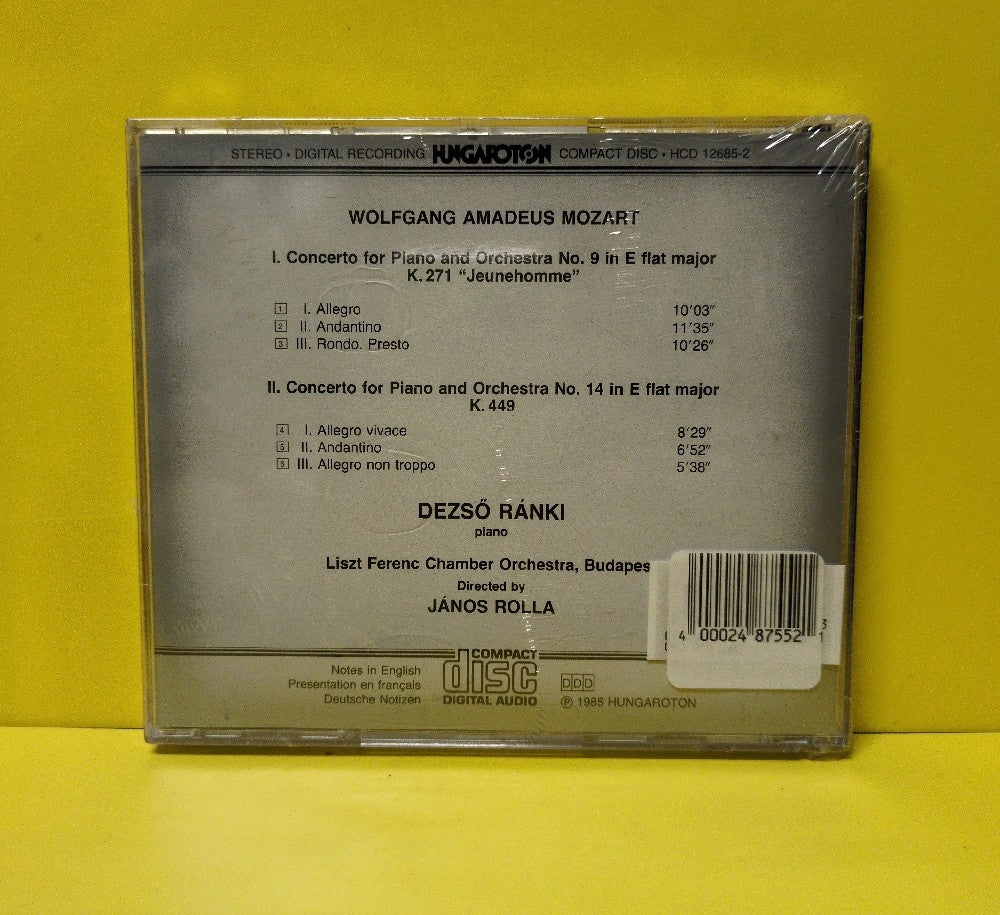 STEREO • DIGITAL RECORDING HUNGAROTON COMPACT DISC • HCD 12685-2
WOLFGANG AMADEUS MOZART
I. Concerto for Piano and Orchestra No. 9 in E flat major
K. 271 "Jeunehomme"
1 I. Allegro 10'03"
2 II. Andantino 11'35"
3 III. Rondo. Presto 10'26"
II. Concerto for Piano and Orchestra No. 14 in E flat major
K. 449
4 I. Allegro vivace 8'29"
5 II. Andantino 6'52"
6 III. Allegro non troppo 5'38"
DEZSŐ RÁNKI
piano
Liszt Ferenc Chamber Orchestra, Budapes
Directed by
JÁNOS ROLLA
4 00024 87552 1
3
Notes in English
Presentation en français
Deutsche Notizen
COMPACT
disc
DIGITAL AUDIO
DDD
℗ 1985 HUNGAROTON